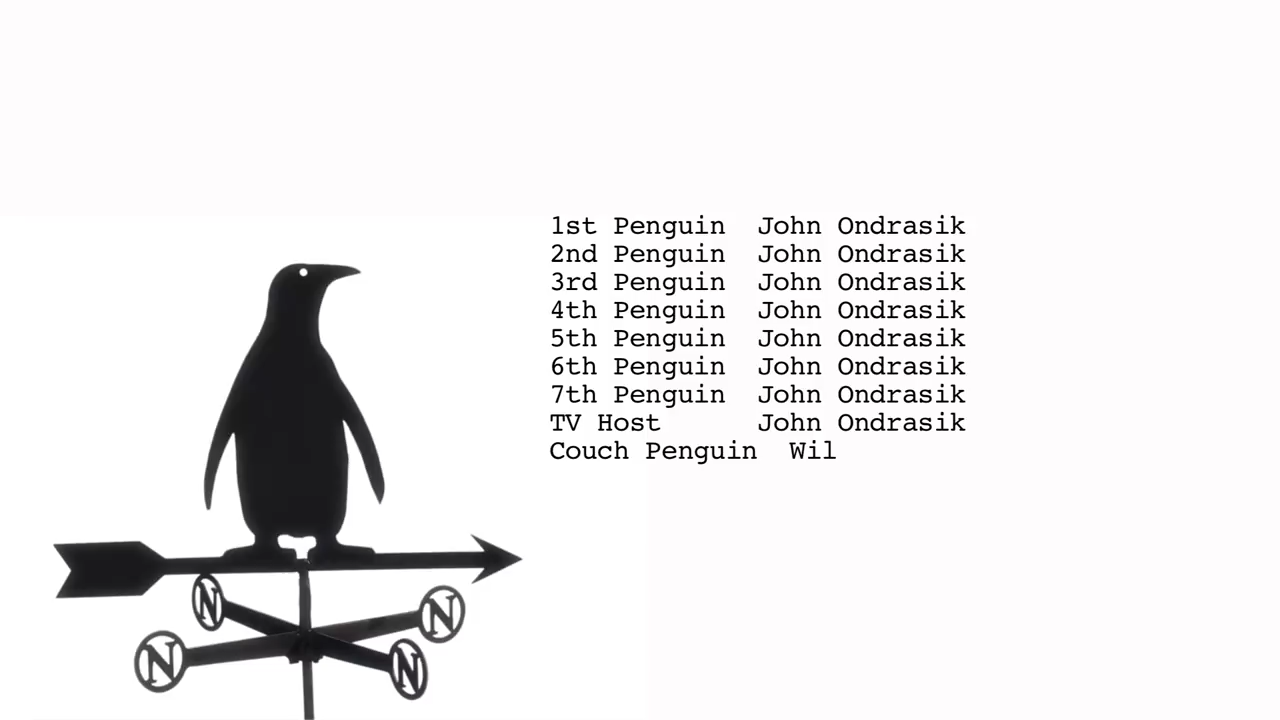 1st Penguin  John Ondrasik
2nd Penguin  John Ondrasik
3rd Penguin  John Ondrasik
4th Penguin  John Ondrasik
5th Penguin  John Ondrasik
6th Penguin  John Ondrasik
7th Penguin  John Ondrasik
TV Host      John Ondrasik
Couch Penguin  Wil
N N
N N